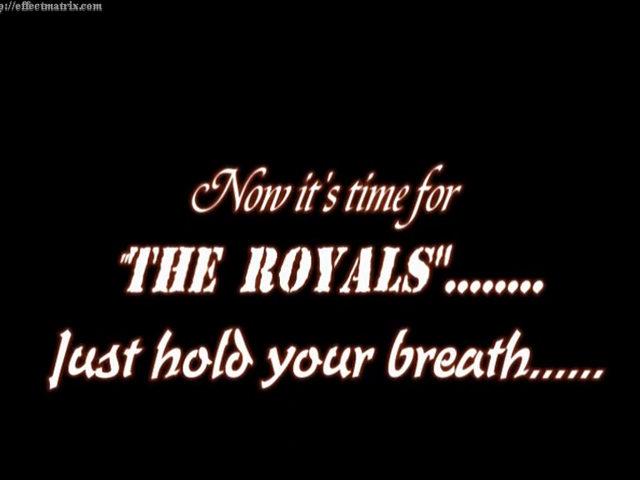 p://effectmatrix.com
Now it's time for
"THE ROYALS"........
Just hold your breath......